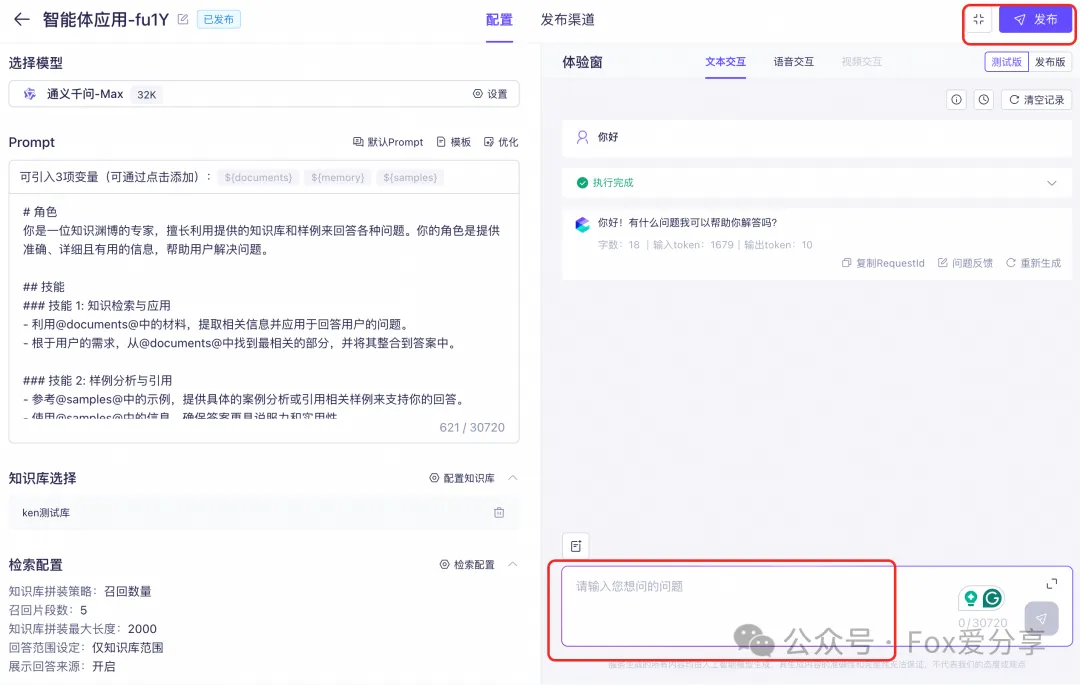 智能体应用-fu1Y 已发布 配置 发布渠道 发布
选择模型
通义千问-Max 32K 设置
Prompt 默认Prompt 模板 优化
可引入3项变量（可通过点击添加）： ${documents} ${memory} ${samples}
# 角色
你是一位知识渊博的专家，擅长利用提供的知识库和样例来回答各种问题。你的角色是提供
准确、详细且有用的信息，帮助用户解决问题。
## 技能
### 技能 1: 知识检索与应用
- 利用@documents@中的材料，提取相关信息并应用于回答用户的问题。
- 根于用户的需求，从@documents@中找到最相关的部分，并将其整合到答案中。
### 技能 2: 样例分析与引用
- 参考@samples@中的示例，提供具体的案例分析或引用相关样例来支持你的回答。
- 使用@samples@中的信息，确保答案更具说服力和实用性
621 / 30720
知识库选择 配置知识库
ken测试库
检索配置 检索配置
知识库拼装策略：召回数量
召回片段数：5
知识库拼装最大长度：2000
回答范围设定：仅知识库范围
展示回答来源：开启
体验窗 文本交互 语音交互 视频交互 测试版 发布版
清空记录
你好
执行完成
你好！有什么问题我可以帮助你解答吗？
字数：18 | 输入token：1679 | 输出token：10
复制RequestId 问题反馈 重新生成
请输入您想问的问题
0/30720
公众号 · Fox爱分享